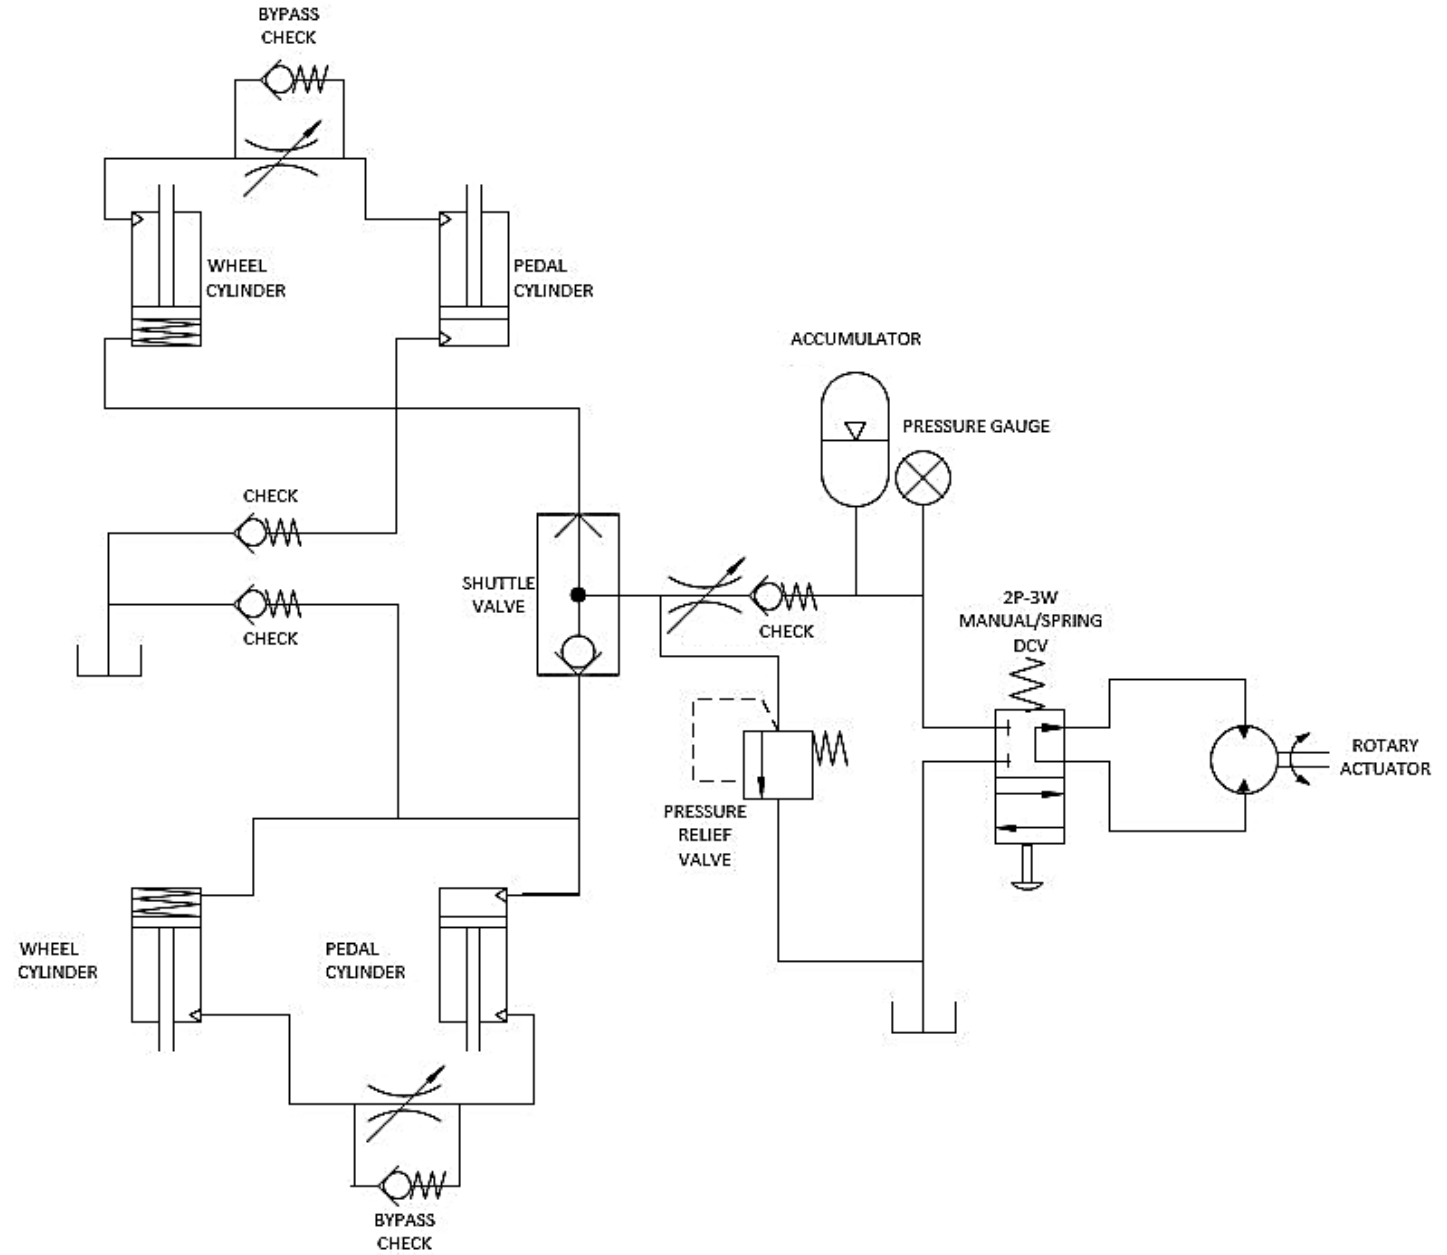 BYPASS
CHECK
WHEEL
CYLINDER
PEDAL
CYLINDER
ACCUMULATOR
PRESSURE GAUGE
CHECK
SHUTTLE
VALVE
CHECK
CHECK
2P-3W
MANUAL/SPRING
DCV
ROTARY
ACTUATOR
PRESSURE
RELIEF
VALVE
WHEEL
CYLINDER
PEDAL
CYLINDER
BYPASS
CHECK